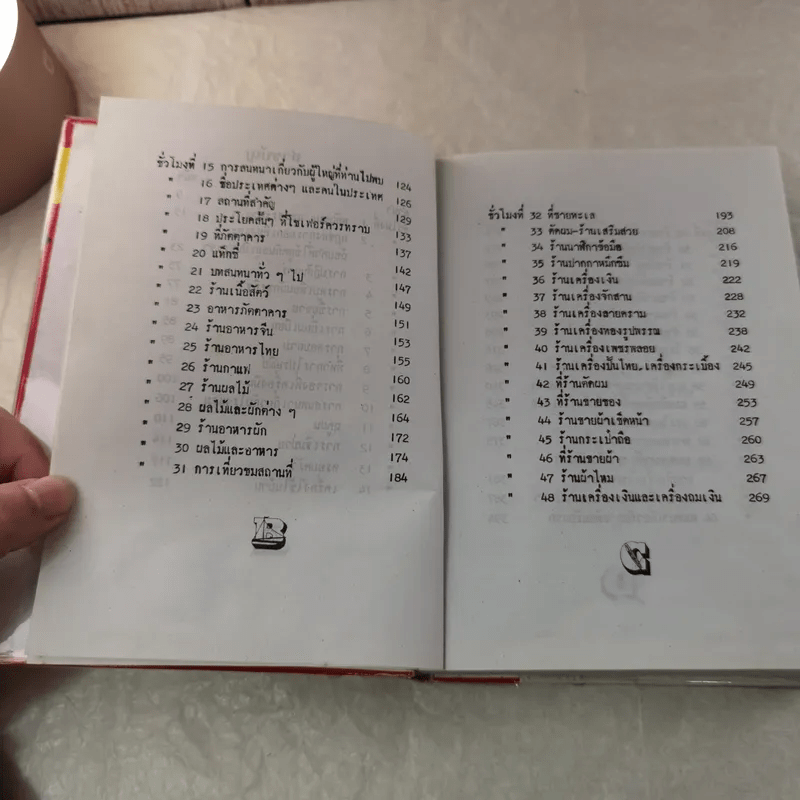 ชั่วโมงที่ 15 การสนทนาเกี่ยวกับผู้ใหญ่ที่ท่านไปพบ 124
" 16 ชื่อประเทศต่างๆ และคนในประเทศ 126
" 17 สถานที่สำคัญ 129
" 18 ประโยคสั้นๆ ที่โชเฟอร์ควรทราบ 133
" 19 ที่ภัตตาคาร 137
" 20 แท็กซี่ 142
" 21 บทสนทนาทั่ว ๆ ไป 147
" 22 ร้านเนื้อสัตว์ 149
" 23 อาหารภัตตาคาร 151
" 24 ร้านอาหารจีน 153
" 25 ร้านอาหารไทย 155
" 26 ร้านกาแฟ 160
" 27 ร้านผลไม้ 162
" 28 ผลไม้และผักต่าง ๆ 164
" 29 ร้านอาหารผัก 172
" 30 ผลไม้และอาหาร 174
" 31 การเที่ยวชมสถานที่ 184
ชั่วโมงที่ 32 ที่ชายทะเล 193
" 33 ตัดผม-ร้านเสริมสวย 208
" 34 ร้านนาฬิกาข้อมือ 216
" 35 ร้านปากกาหมึกซึม 219
" 36 ร้านเครื่องเงิน 222
" 37 ร้านเครื่องจักสาน 228
" 38 ร้านเครื่องลายคราม 232
" 39 ร้านเครื่องทองรูปพรรณ 238
" 40 ร้านเครื่องเพชรพลอย 242
" 41 ร้านเครื่องปั้นไทย,เครื่องกระเบื้อง 245
" 42 ที่ร้านตัดผม 249
" 43 ที่ร้านขายของ 253
" 44 ร้านขายผ้าเช็ดหน้า 257
" 45 ร้านกระเป๋าถือ 260
" 46 ที่ร้านขายผ้า 263
" 47 ร้านผ้าไหม 267
" 48 ร้านเครื่องเงินและเครื่องถมเงิน 269